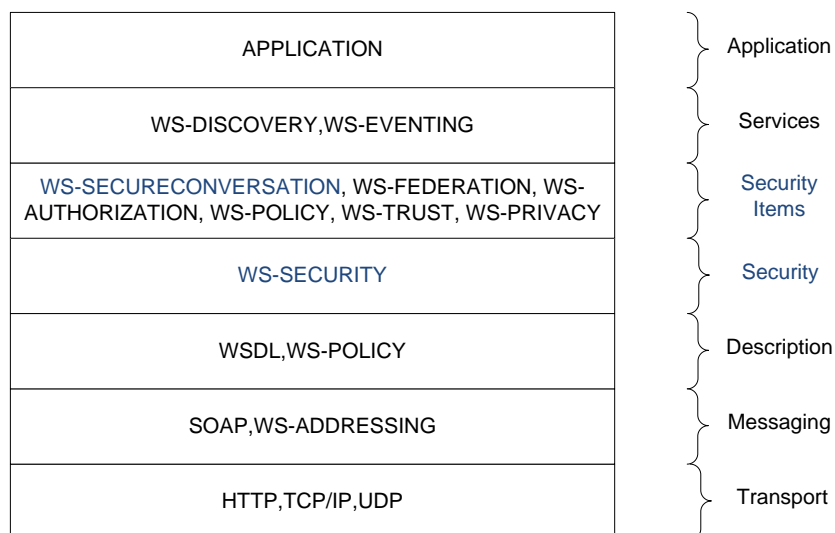 APPLICATION
Application
WS-DISCOVERY,WS-EVENTING
Services
WS-SECURECONVERSATION, WS-FEDERATION, WS-
AUTHORIZATION, WS-POLICY, WS-TRUST, WS-PRIVACY
Security
Items
WS-SECURITY
Security
WSDL,WS-POLICY
Description
SOAP,WS-ADDRESSING
Messaging
HTTP,TCP/IP,UDP
Transport